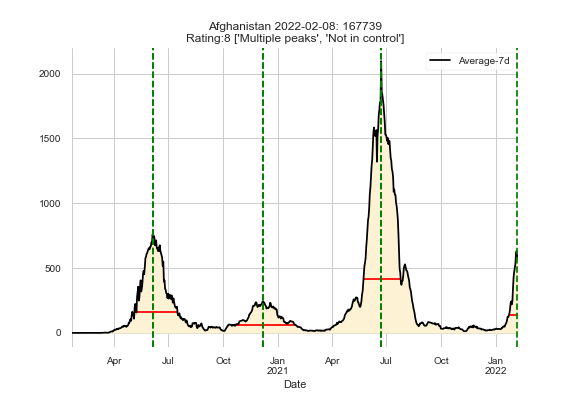 Afghanistan 2022-02-08: 167739
Rating:8 ['Multiple peaks', 'Not in control']
Average-7d
2000
1500
1000
500
0
Apr Jul Oct Jan Apr Jul Oct Jan
2021 2022
Date